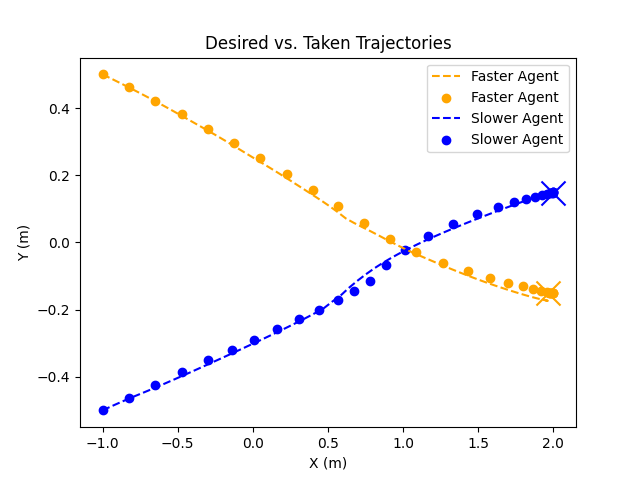 Desired vs. Taken Trajectories
Faster Agent
Faster Agent
Slower Agent
Slower Agent
0.4
0.2
0.0
−0.2
−0.4
Y (m)
−1.0 −0.5 0.0 0.5 1.0 1.5 2.0
X (m)